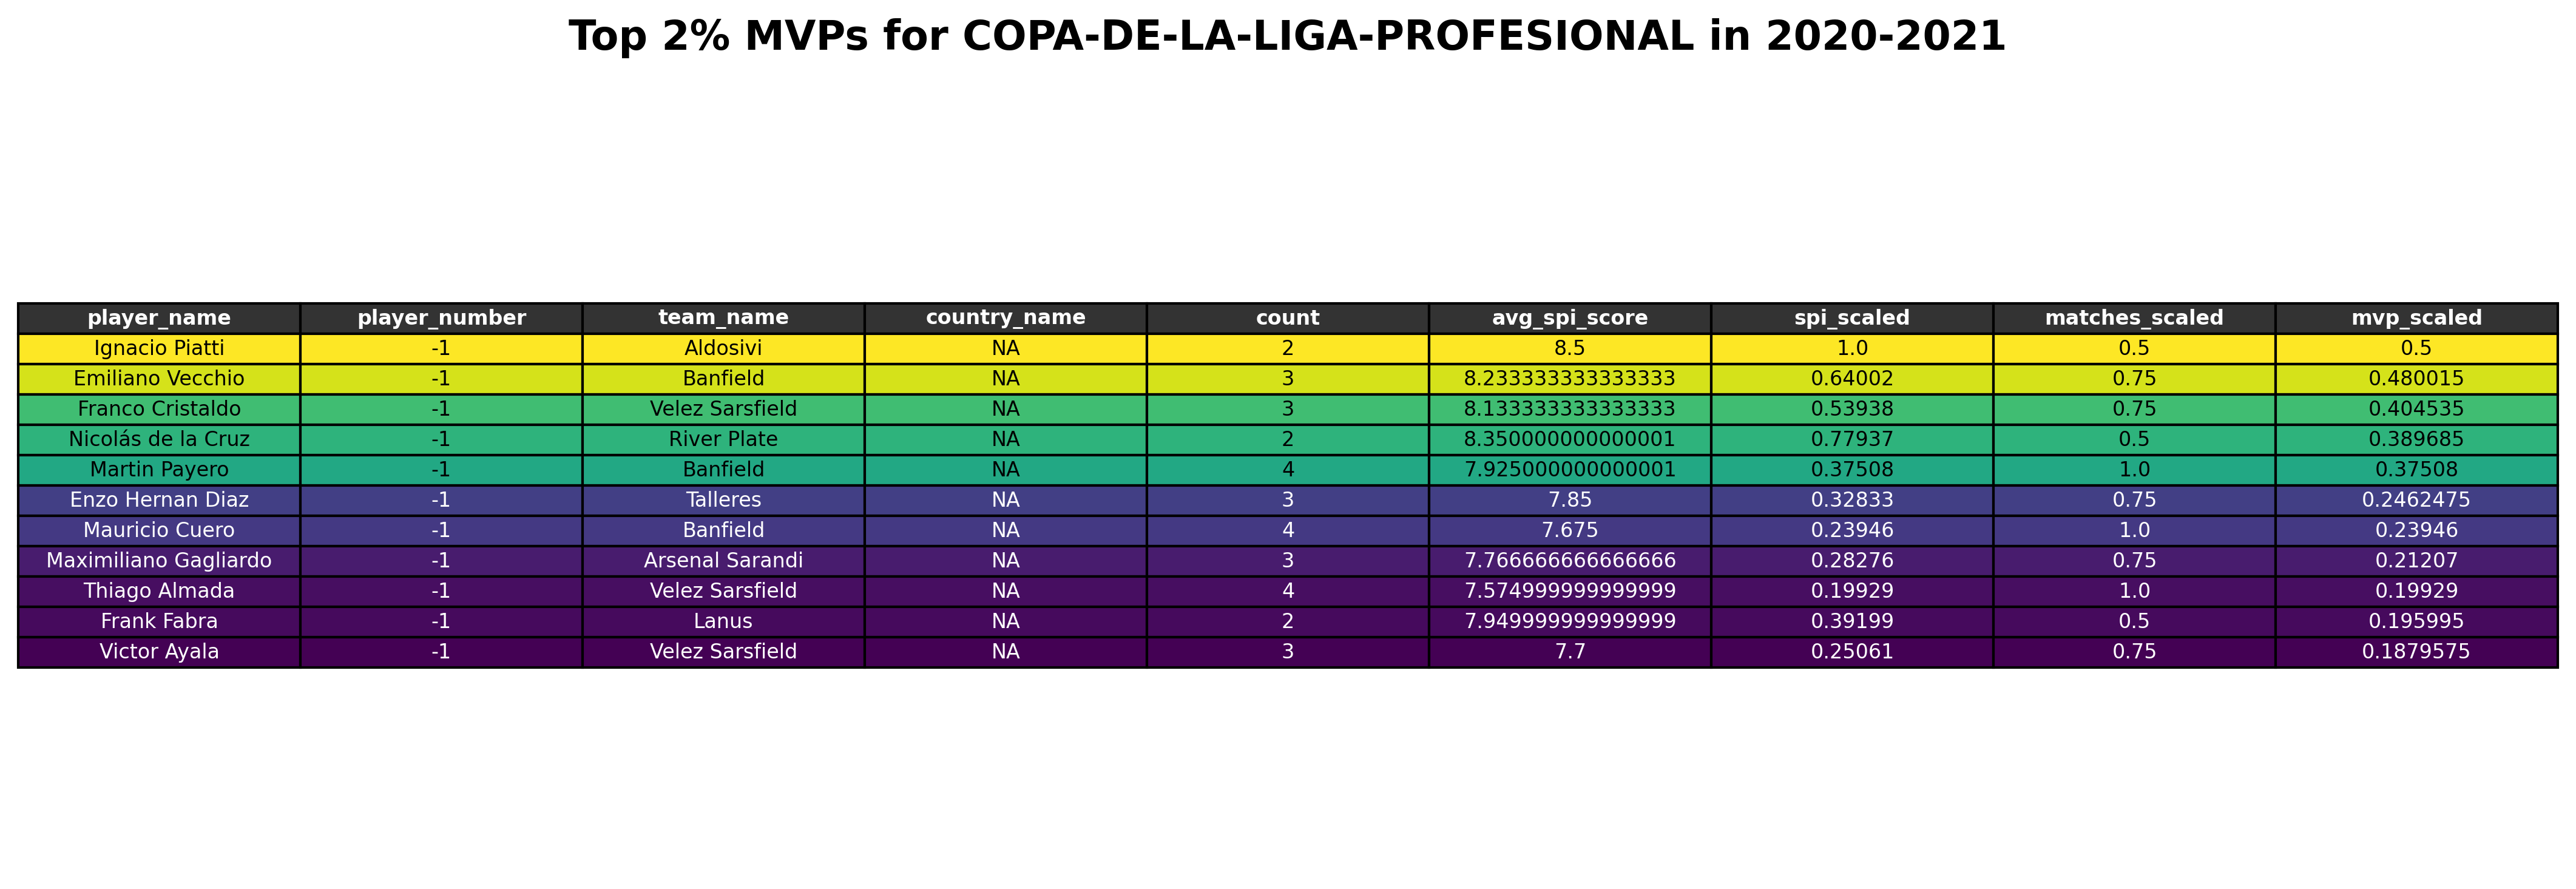 Top 2% MVPs for COPA-DE-LA-LIGA-PROFESIONAL in 2020-2021
player_name player_number team_name country_name count avg_spi_score spi_scaled matches_scaled mvp_scaled
Ignacio Piatti -1 Aldosivi NA 2 8.5 1.0 0.5 0.5
Emiliano Vecchio -1 Banfield NA 3 8.233333333333333 0.64002 0.75 0.480015
Franco Cristaldo -1 Velez Sarsfield NA 3 8.133333333333333 0.53938 0.75 0.404535
Nicolás de la Cruz -1 River Plate NA 2 8.350000000000001 0.77937 0.5 0.389685
Martin Payero -1 Banfield NA 4 7.925000000000001 0.37508 1.0 0.37508
Enzo Hernan Diaz -1 Talleres NA 3 7.85 0.32833 0.75 0.2462475
Mauricio Cuero -1 Banfield NA 4 7.675 0.23946 1.0 0.23946
Maximiliano Gagliardo -1 Arsenal Sarandi NA 3 7.766666666666666 0.28276 0.75 0.21207
Thiago Almada -1 Velez Sarsfield NA 4 7.574999999999999 0.19929 1.0 0.19929
Frank Fabra -1 Lanus NA 2 7.949999999999999 0.39199 0.5 0.195995
Victor Ayala -1 Velez Sarsfield NA 3 7.7 0.25061 0.75 0.1879575